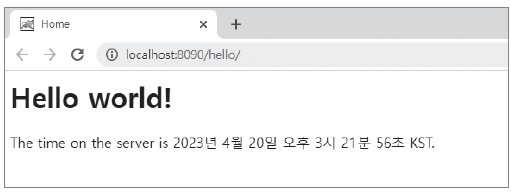 Home
localhost:8090/hello/
Hello world!
The time on the server is 2023년 4월 20일 오후 3시 21분 56초 KST.